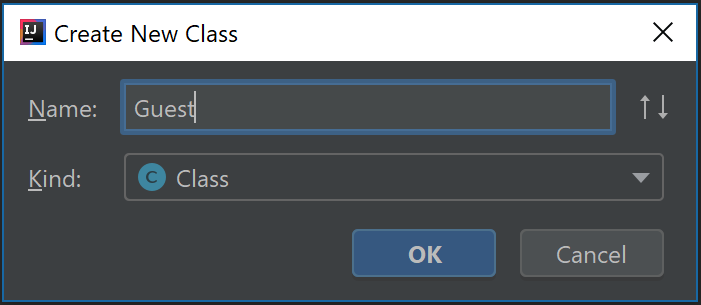 IJ
Create New Class
Name: Guest
Kind: C Class
OK Cancel